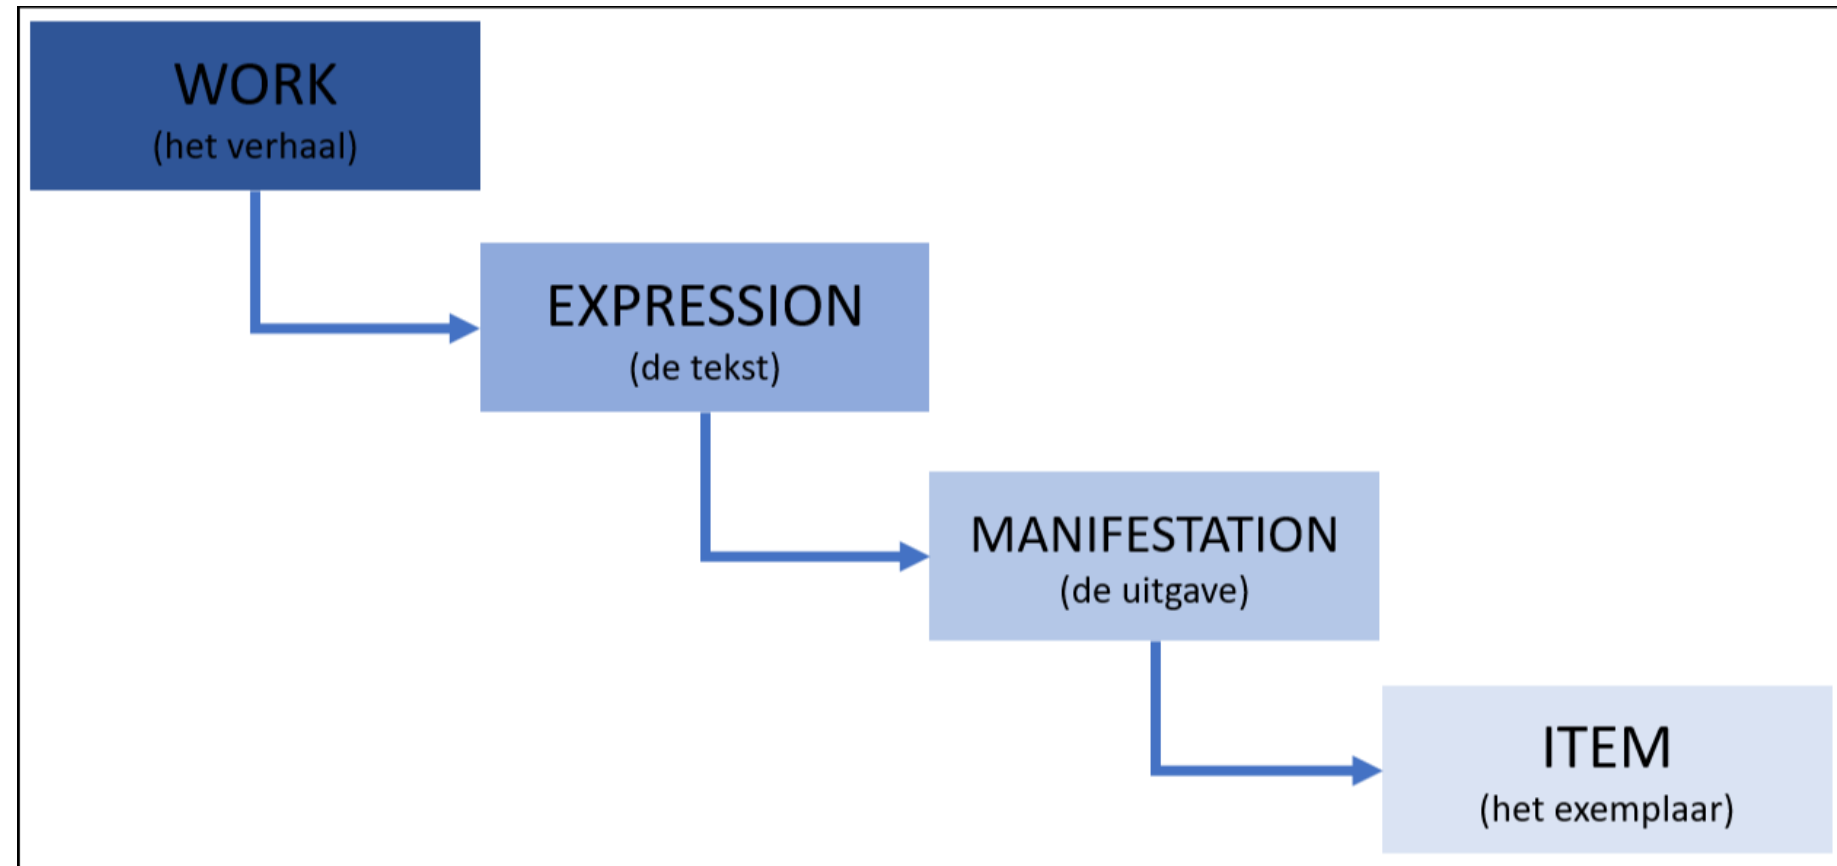 WORK
(het verhaal)
EXPRESSION
(de tekst)
MANIFESTATION
(de uitgave)
ITEM
(het exemplaar)